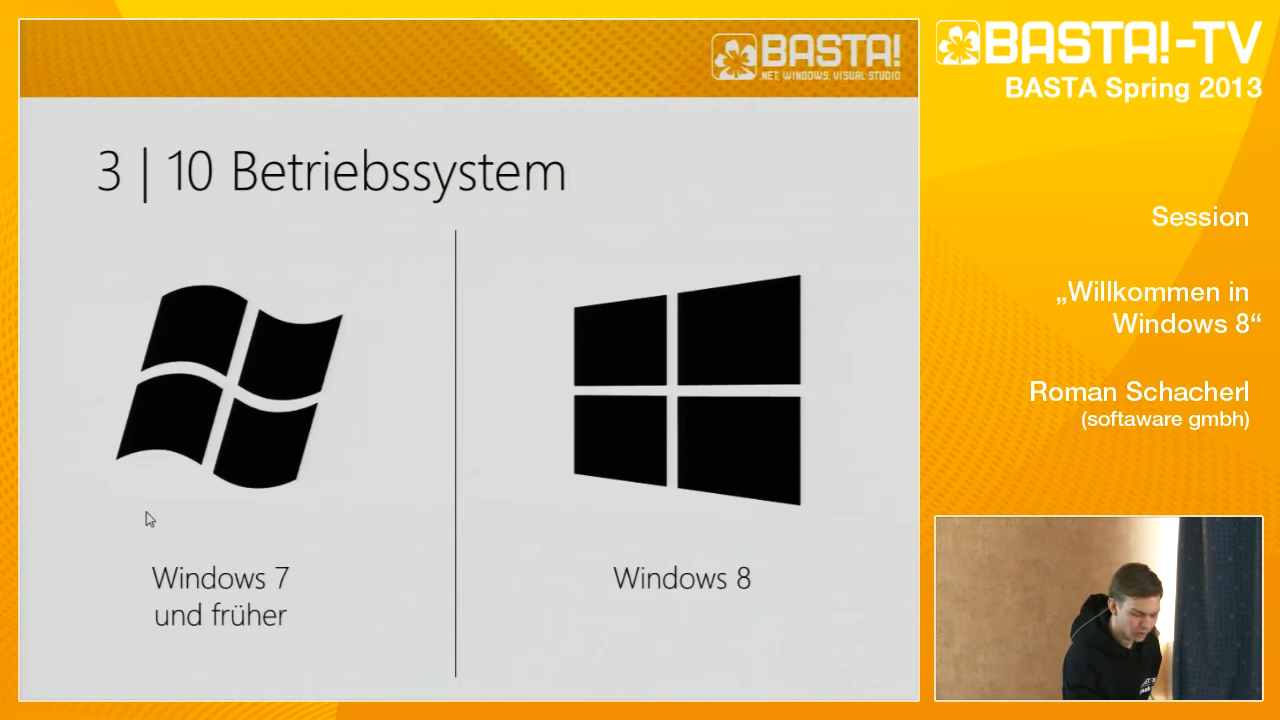 BASTA!
.NET, WINDOWS, VISUAL STUDIO
3 | 10 Betriebssystem
Windows 7
und früher
Windows 8
BASTA!-TV
BASTA Spring 2013
Session
„Willkommen in
Windows 8“
Roman Schacherl
(softaware gmbh)